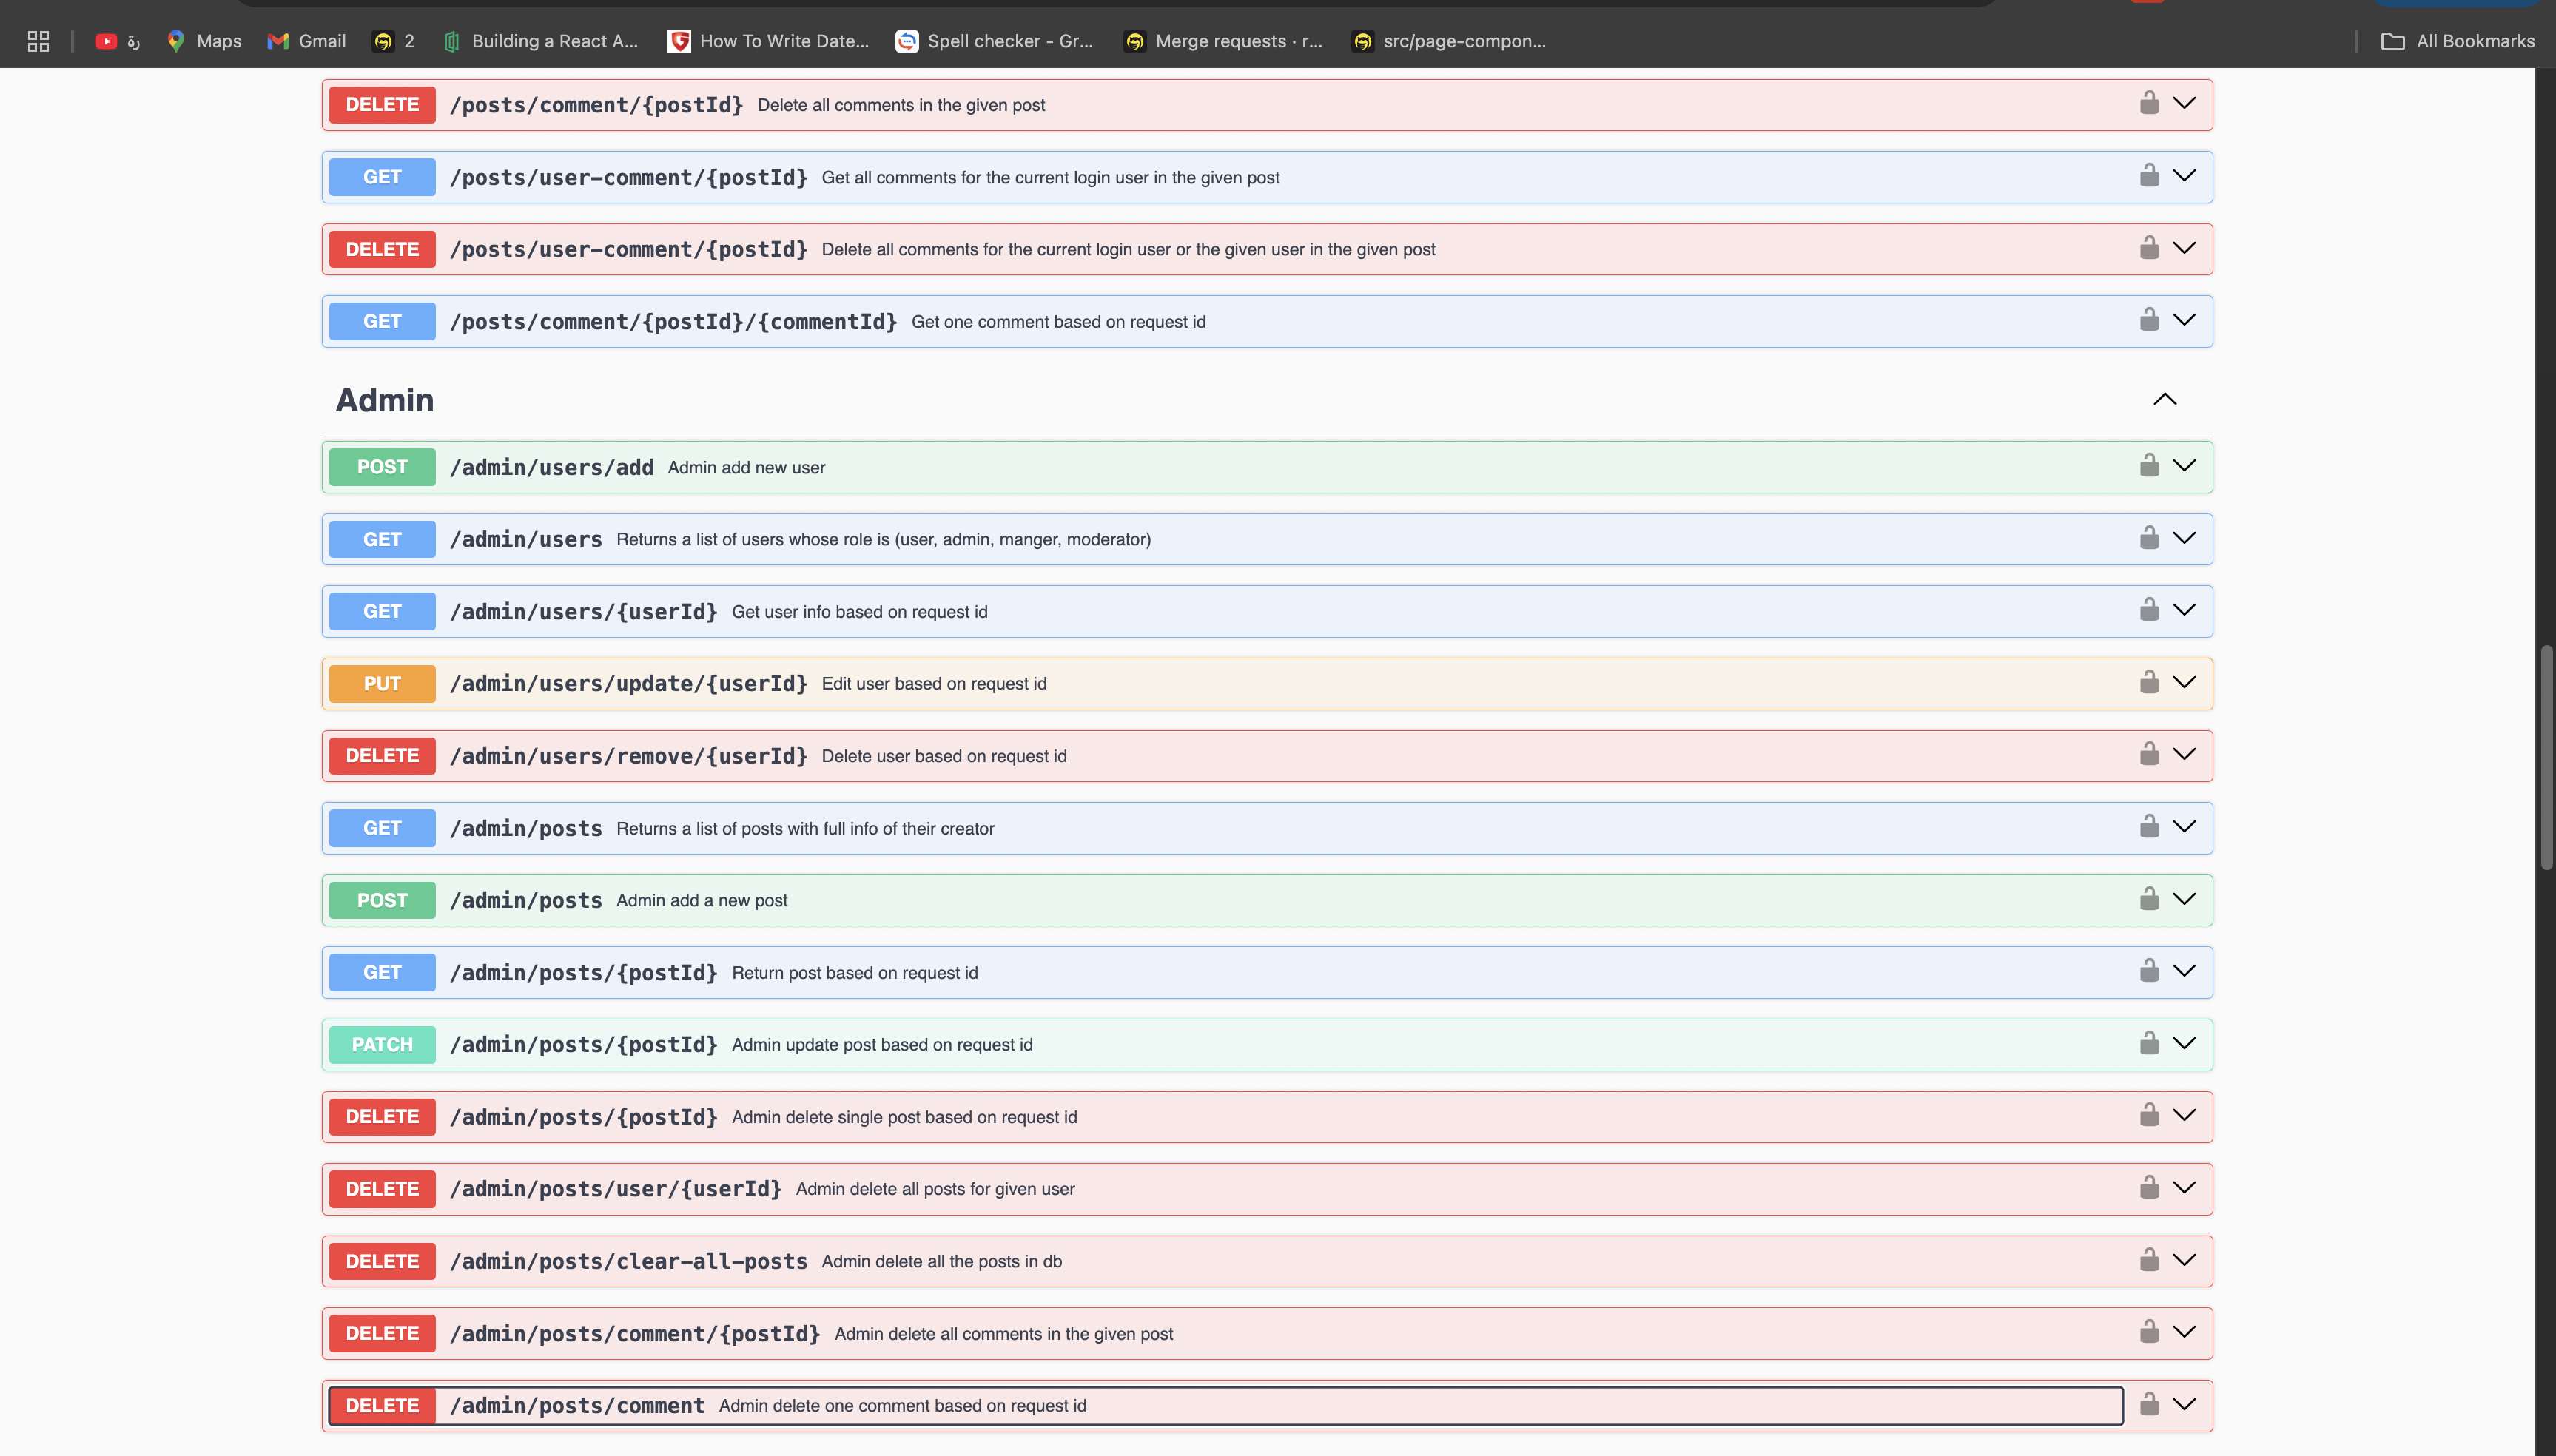 رة Maps Gmail 2 Building a React A... How To Write Date... Spell checker - Gr... Merge requests · r... src/page-compon... All Bookmarks
DELETE /posts/comment/{postId} Delete all comments in the given post
GET /posts/user-comment/{postId} Get all comments for the current login user in the given post
DELETE /posts/user-comment/{postId} Delete all comments for the current login user or the given user in the given post
GET /posts/comment/{postId}/{commentId} Get one comment based on request id
Admin
POST /admin/users/add Admin add new user
GET /admin/users Returns a list of users whose role is (user, admin, manger, moderator)
GET /admin/users/{userId} Get user info based on request id
PUT /admin/users/update/{userId} Edit user based on request id
DELETE /admin/users/remove/{userId} Delete user based on request id
GET /admin/posts Returns a list of posts with full info of their creator
POST /admin/posts Admin add a new post
GET /admin/posts/{postId} Return post based on request id
PATCH /admin/posts/{postId} Admin update post based on request id
DELETE /admin/posts/{postId} Admin delete single post based on request id
DELETE /admin/posts/user/{userId} Admin delete all posts for given user
DELETE /admin/posts/clear-all-posts Admin delete all the posts in db
DELETE /admin/posts/comment/{postId} Admin delete all comments in the given post
DELETE /admin/posts/comment Admin delete one comment based on request id